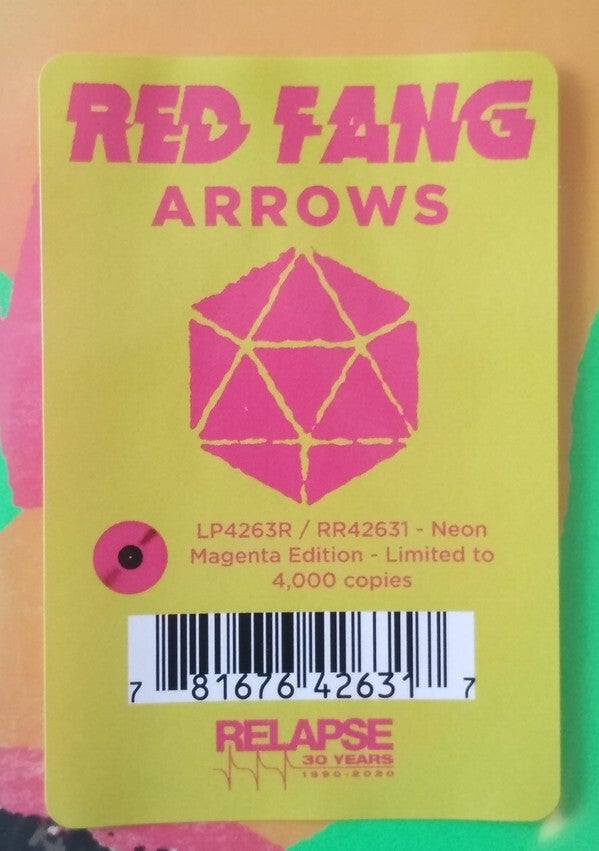 RED FANG
ARROWS
LP4263R / RR42631 - Neon
Magenta Edition - Limited to
4,000 copies
7 81676 42631 7
RELAPSE
30 YEARS
1990-2020